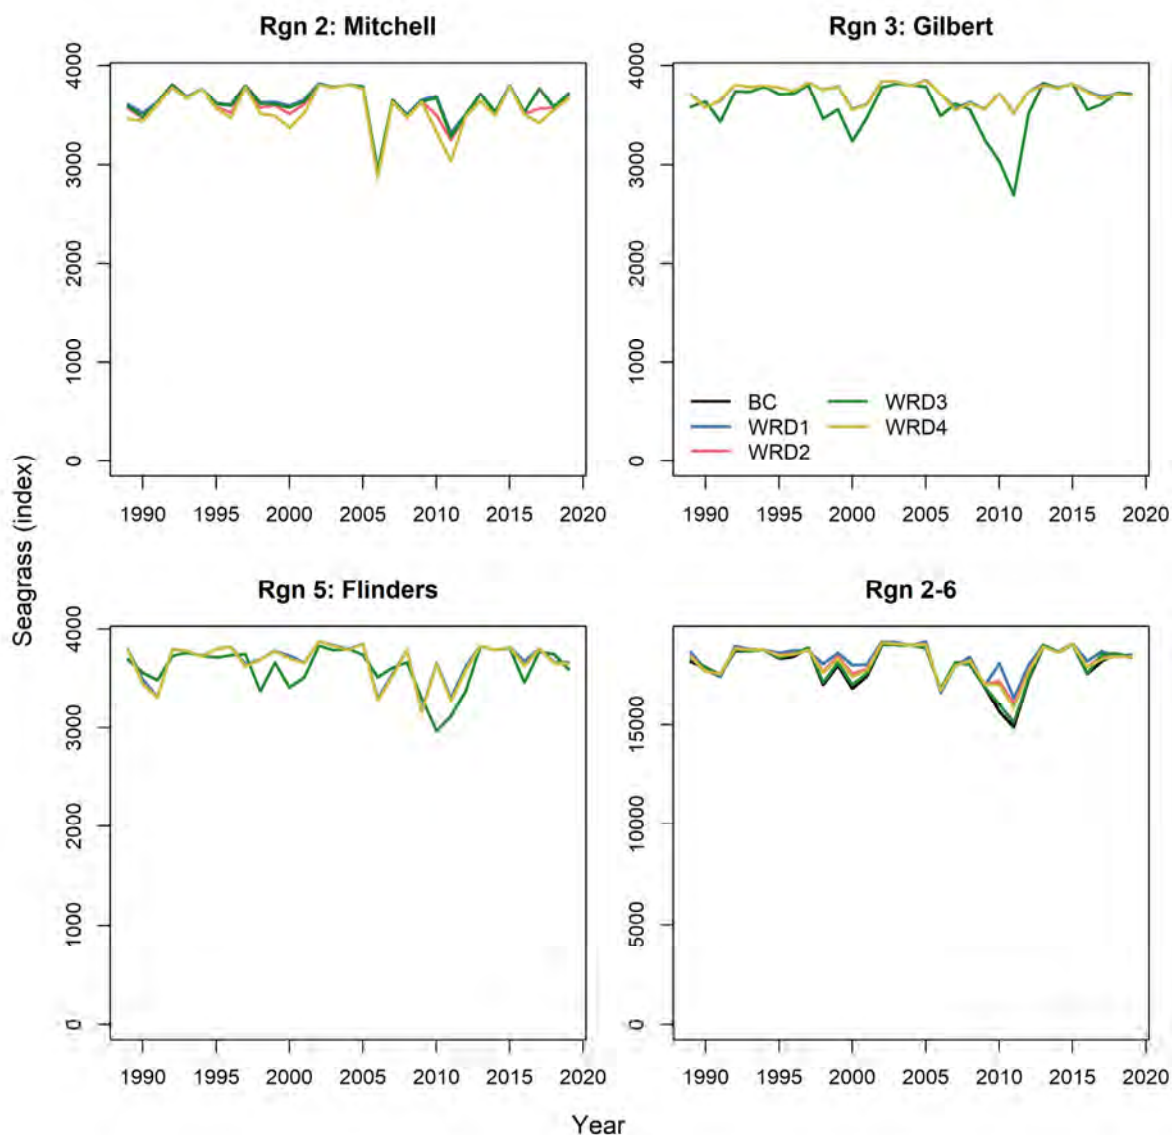 Rgn 2: Mitchell
4000
3000
2000
1000
0
1990 1995 2000 2005 2010 2015 2020
Rgn 3: Gilbert
4000
3000
2000
1000
0
BC
WRD1
WRD2
WRD3
WRD4
1990 1995 2000 2005 2010 2015 2020
Seagrass (index)
Rgn 5: Flinders
4000
3000
2000
1000
0
1990 1995 2000 2005 2010 2015 2020
Rgn 2-6
15000
10000
5000
0
1990 1995 2000 2005 2010 2015 2020
Year